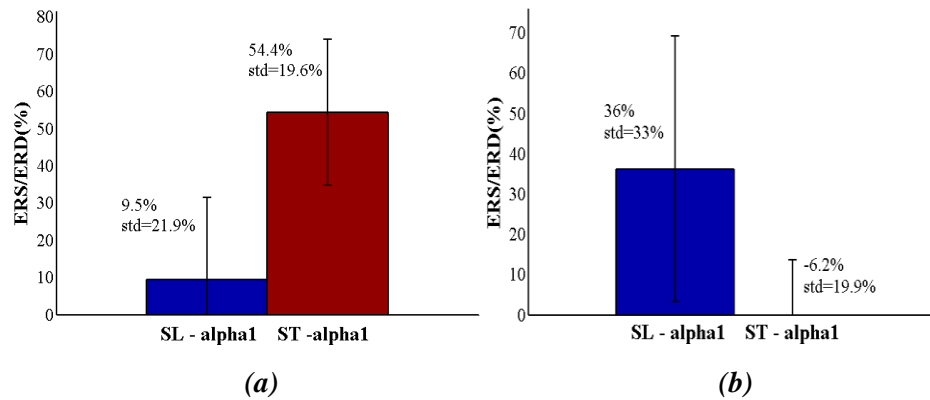 80
70
60
50
40
30
20
10
0
ERS/ERD(%)
54.4%
std=19.6%
9.5%
std=21.9%
SL - alpha1 ST -alpha1
(a)
70
60
50
40
30
20
10
0
ERS/ERD(%)
36%
std=33%
-6.2%
std=19.9%
SL - alpha1 ST - alpha1
(b)